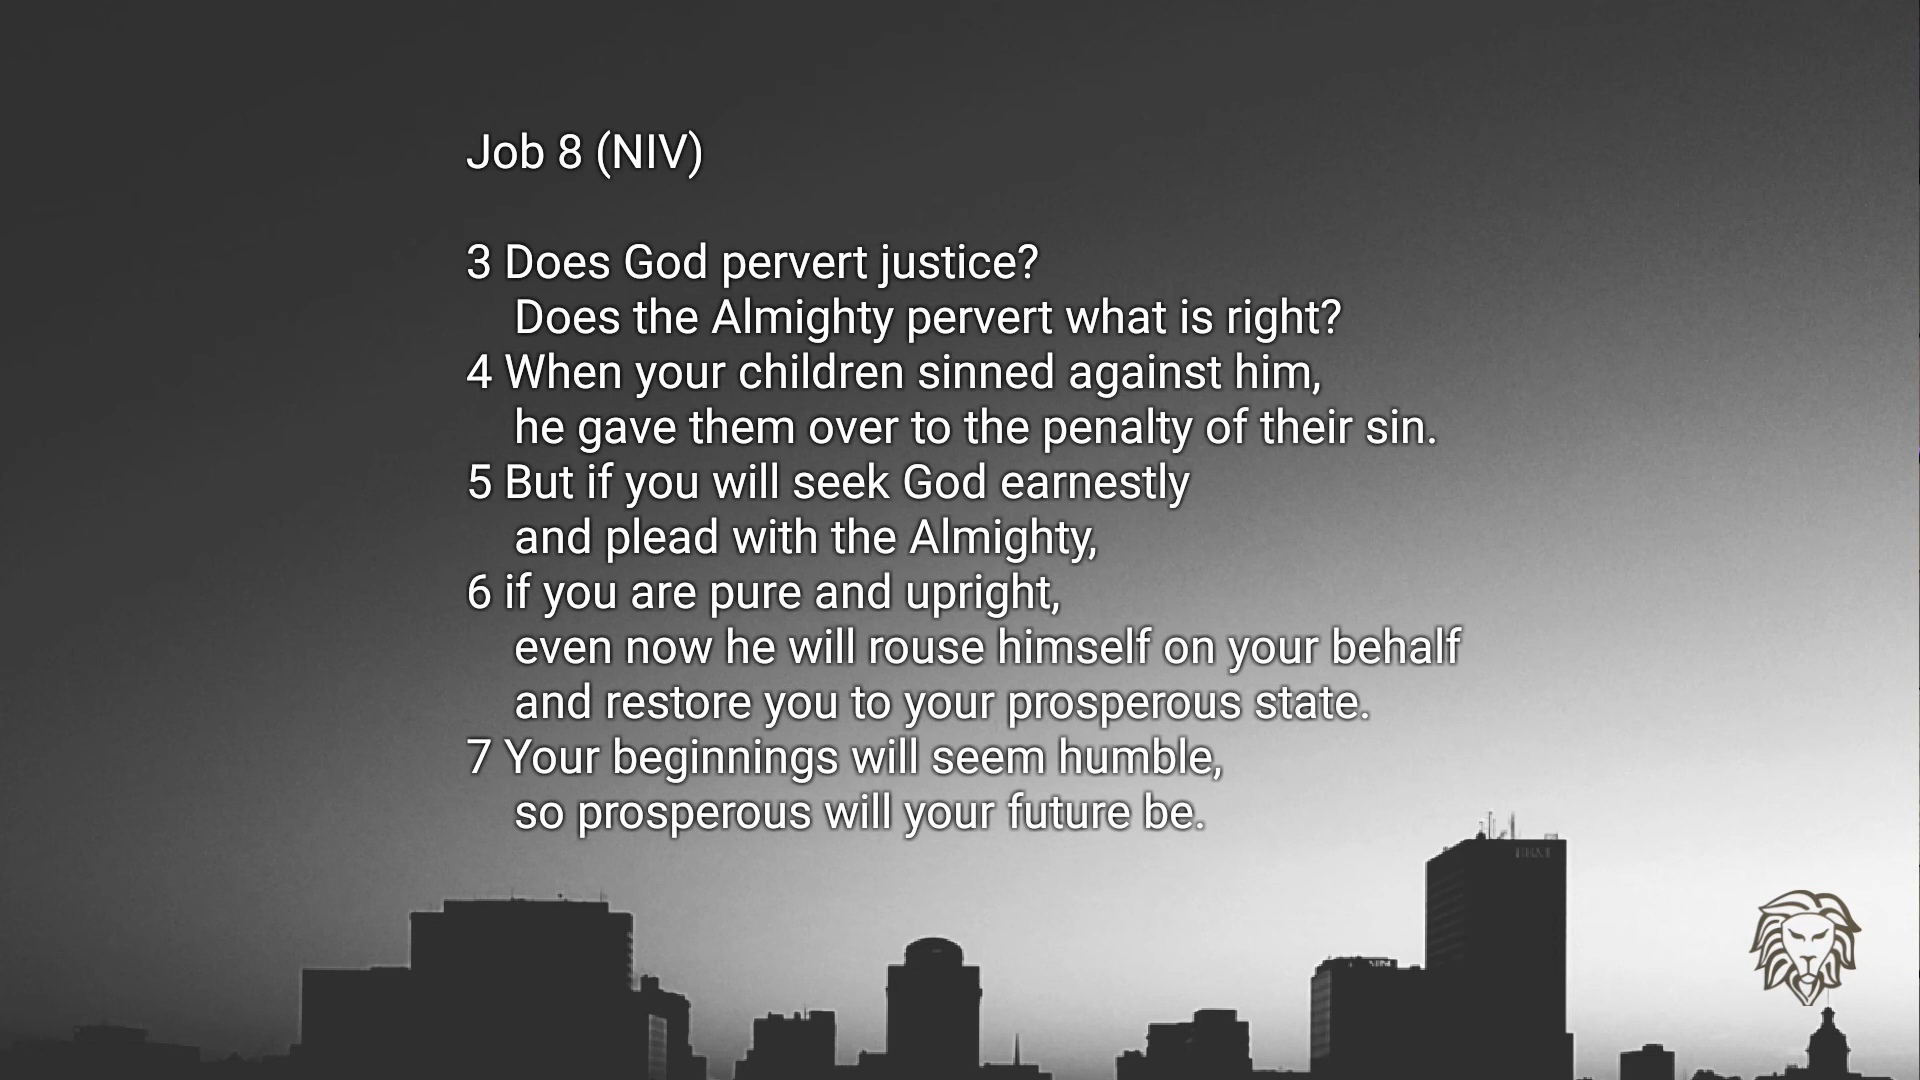 Job 8 (NIV)
3 Does God pervert justice?
Does the Almighty pervert what is right?
4 When your children sinned against him,
he gave them over to the penalty of their sin.
5 But if you will seek God earnestly
and plead with the Almighty,
6 if you are pure and upright,
even now he will rouse himself on your behalf
and restore you to your prosperous state.
7 Your beginnings will seem humble,
so prosperous will your future be.